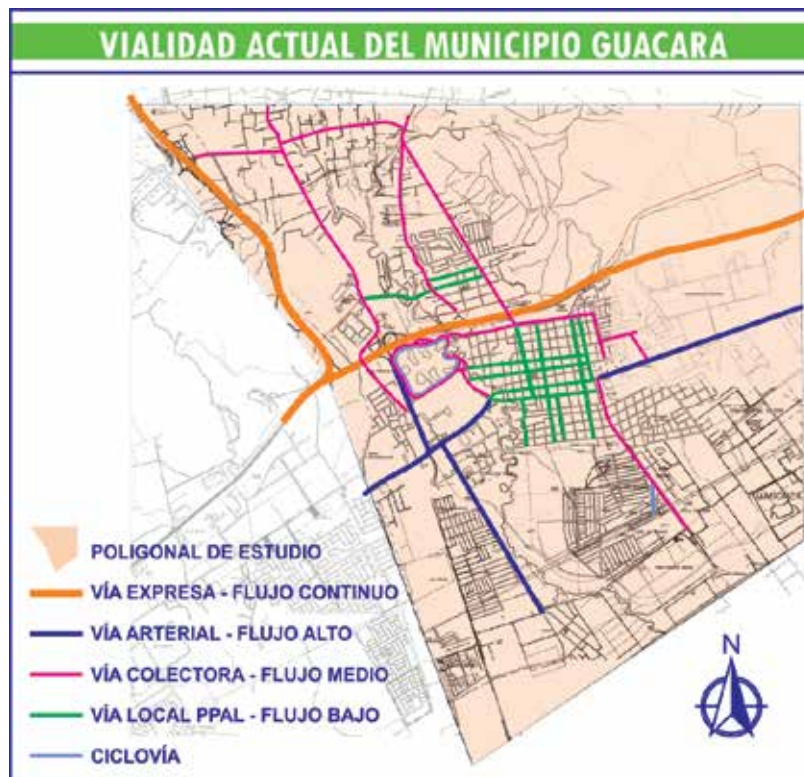 VIALIDAD ACTUAL DEL MUNICIPIO GUACARA
POLIGONAL DE ESTUDIO
VÍA EXPRESA - FLUJO CONTINUO
VÍA ARTERIAL - FLUJO ALTO
VÍA COLECTORA - FLUJO MEDIO
VÍA LOCAL PPAL - FLUJO BAJO
CICLOVÍA
N